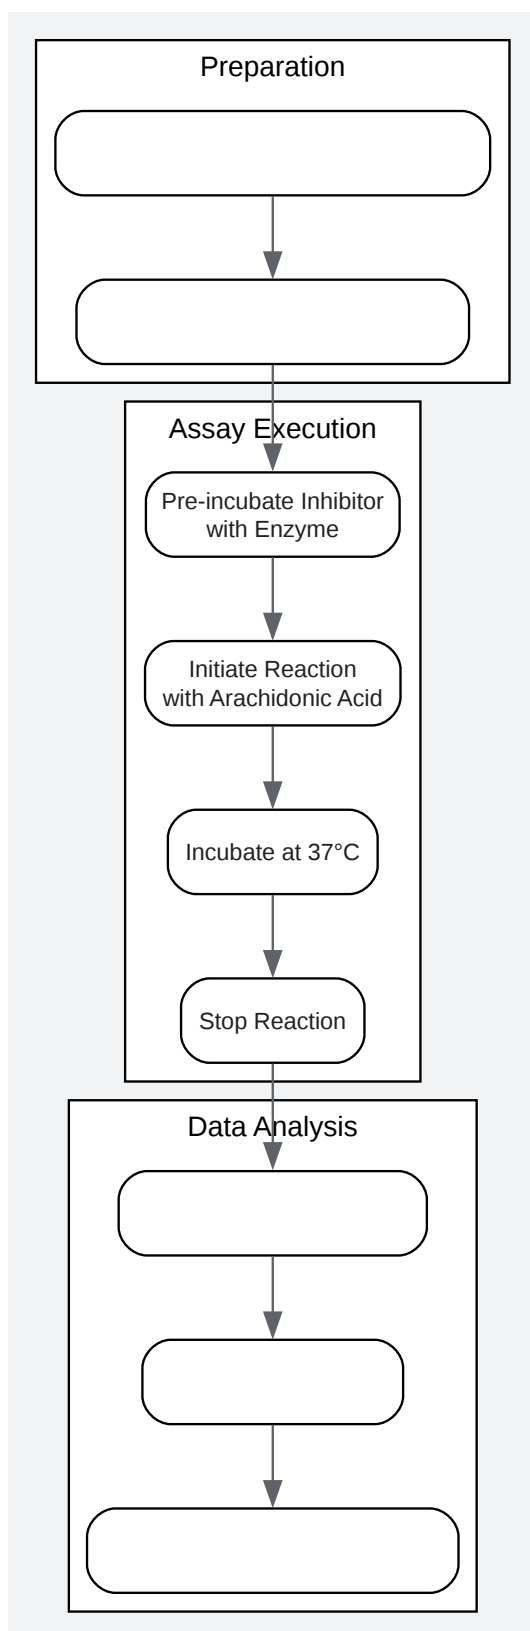 Preparation
Assay Execution
Pre-incubate Inhibitor
with Enzyme
Initiate Reaction
with Arachidonic Acid
Incubate at 37°C
Stop Reaction
Data Analysis